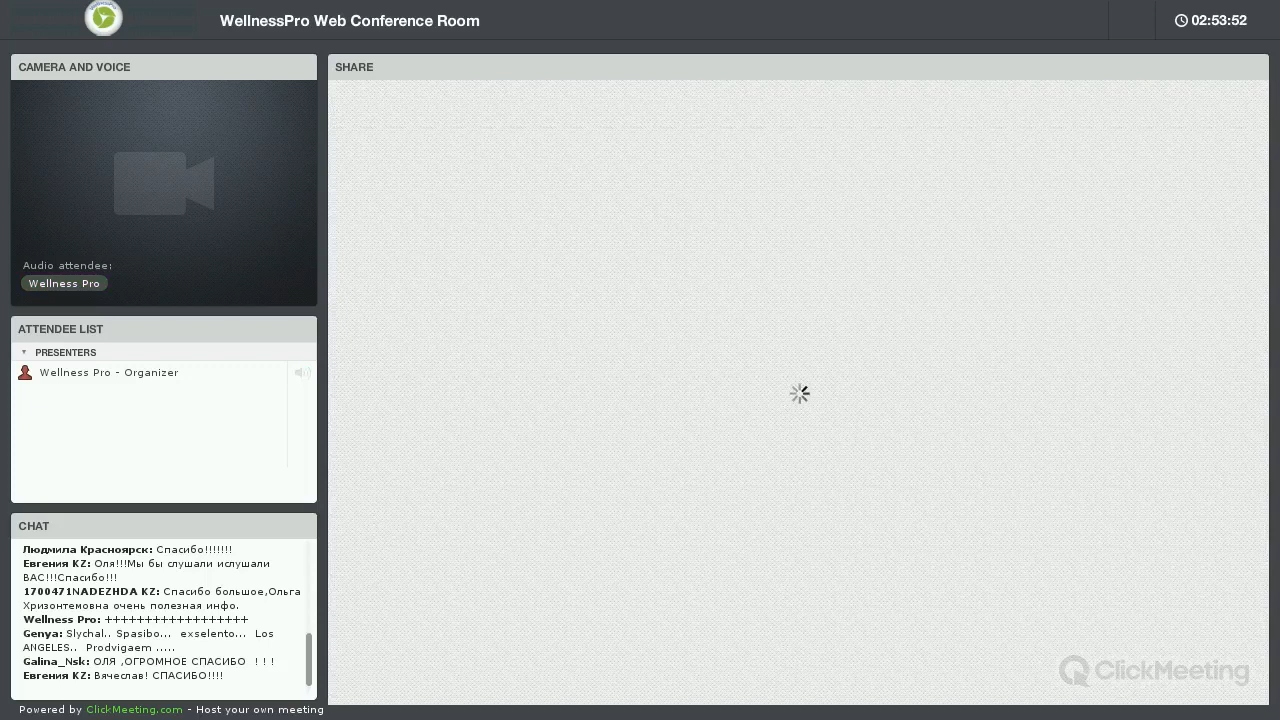 WellnessPro Web Conference Room
02:53:52
CAMERA AND VOICE
Audio attendee:
Wellness Pro
ATTENDEE LIST
PRESENTERS
Wellness Pro - Organizer
CHAT
Людмила Красноярск: Спасибо!!!!!!!
Евгения KZ: Оля!!!Мы бы слушали ислушали
ВАС!!!Спасибо!!!
1700471NADEZHDA KZ: Спасибо большое,Ольга
Хризонтемовна очень полезная инфо.
Wellness Pro: ++++++++++++++++++
Genya: Slychal.. Spasibo... exselento... Los
ANGELES.. Prodvigaem .....
Galina_Nsk: ОЛЯ ,ОГРОМНОЕ СПАСИБО ! ! !
Евгения KZ: Вячеслав! СПАСИБО!!!!
Powered by ClickMeeting.com - Host your own meeting
SHARE
ClickMeeting